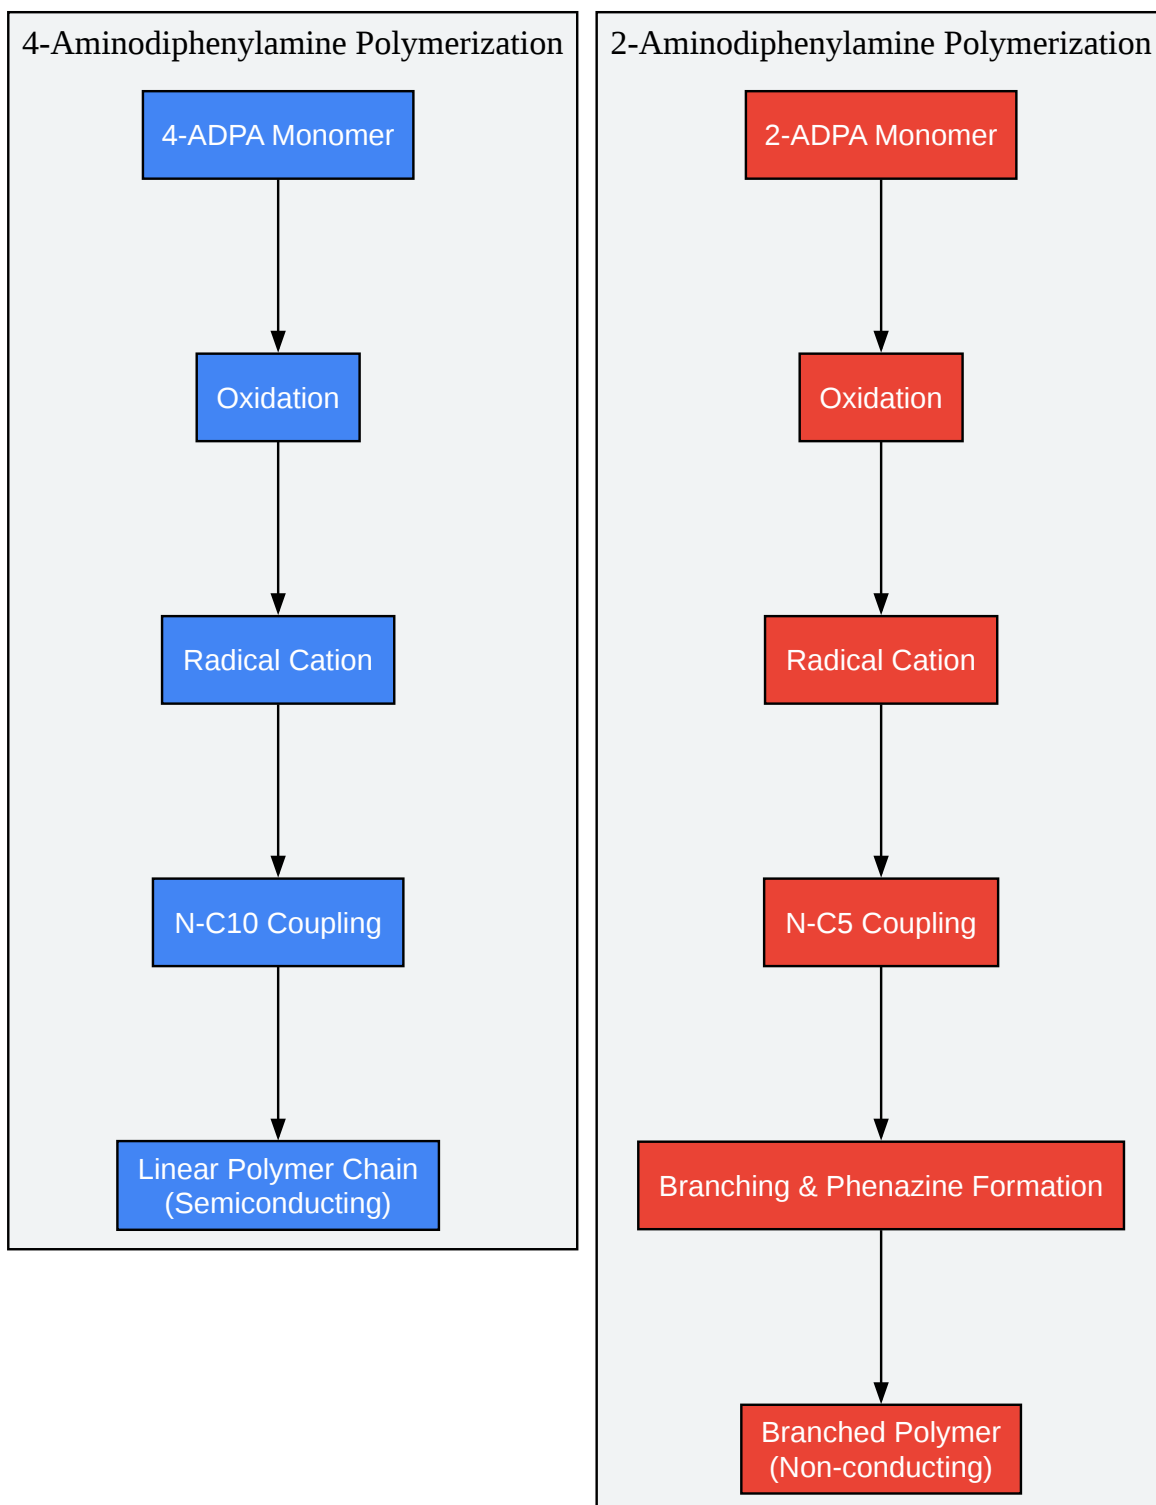 4-Aminodiphenylamine Polymerization
4-ADPA Monomer
Oxidation
Radical Cation
N-C10 Coupling
Linear Polymer Chain
(Semiconducting)
2-Aminodiphenylamine Polymerization
2-ADPA Monomer
Oxidation
Radical Cation
N-C5 Coupling
Branching & Phenazine Formation
Branched Polymer
(Non-conducting)